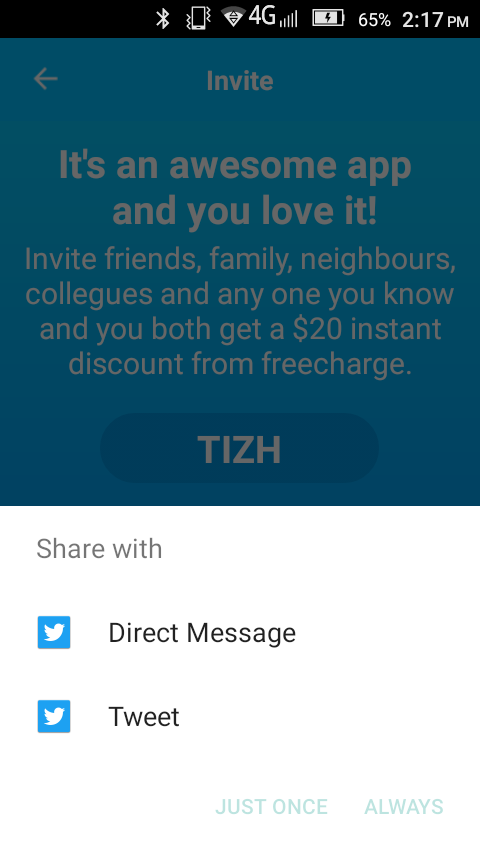 4G 65% 2:17 PM
Invite
It's an awesome app
and you love it!
Invite friends, family, neighbours,
collegues and any one you know
and you both get a $20 instant
discount from freecharge.
TIZH
Share with
Direct Message
Tweet
JUST ONCE ALWAYS